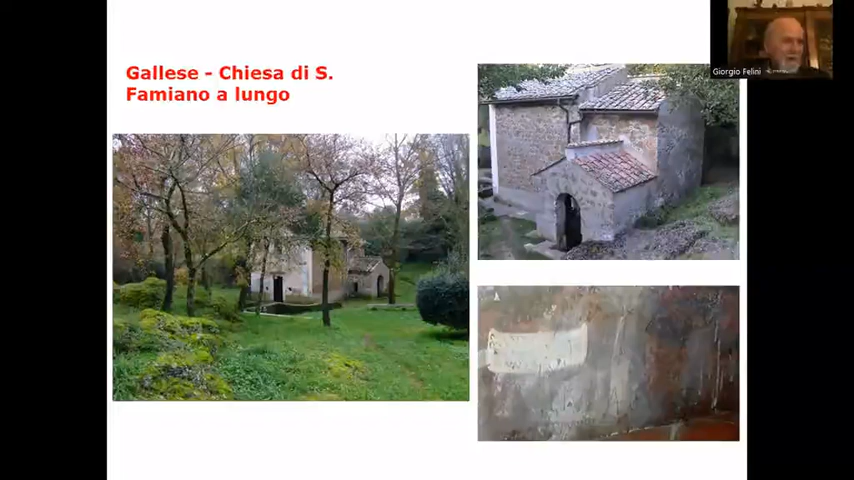 Gallese - Chiesa di S.
Famiano a lungo
Giorgio Felini